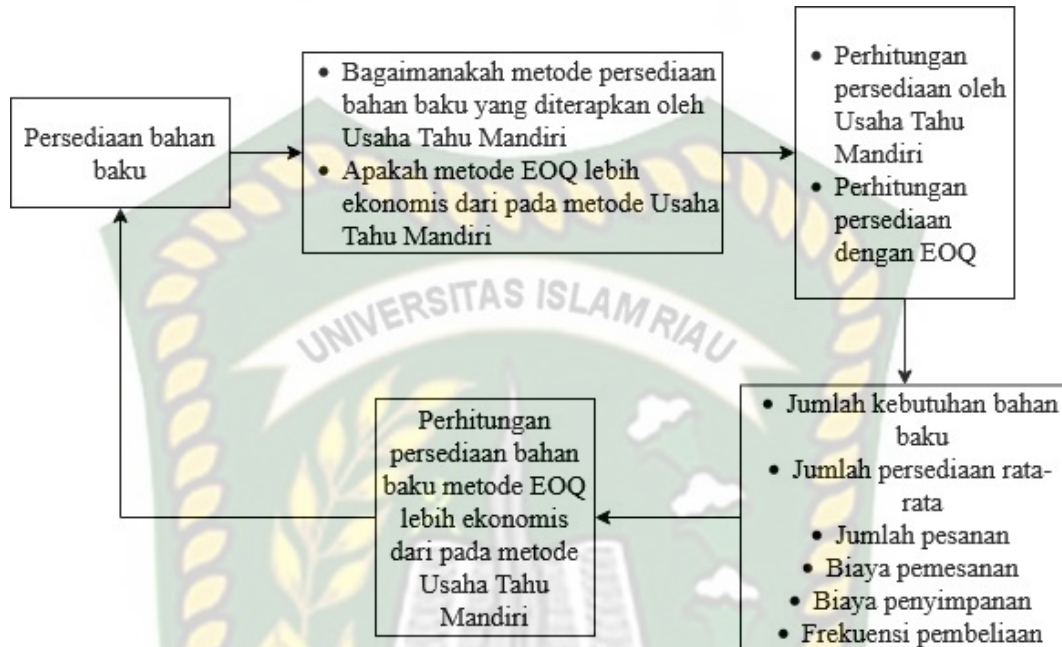 Persediaan bahan
baku
• Bagaimanakah metode persediaan
bahan baku yang diterapkan oleh
Usaha Tahu Mandiri
• Apakah metode EOQ lebih
ekonomis dari pada metode Usaha
Tahu Mandiri
• Perhitungan
persediaan oleh
Usaha Tahu
Mandiri
• Perhitungan
persediaan
dengan EOQ
• Jumlah kebutuhan bahan
baku
• Jumlah persediaan rata-
rata
• Jumlah pesanan
• Biaya pemesanan
• Biaya penyimpanan
• Frekuensi pembeliaan
Perhitungan
persediaan bahan
baku metode EOQ
lebih ekonomis
dari pada metode
Usaha Tahu
Mandiri
UNIVERSITAS ISLAM RIAU